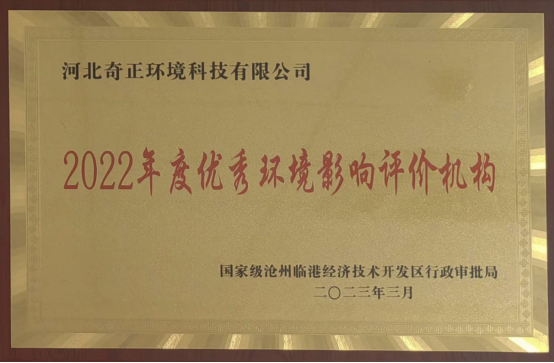 河北奇正环境科技有限公司
2022年度优秀环境影响评价机构
国家级沧州临港经济技术开发区行政审批局
二〇二三年三月